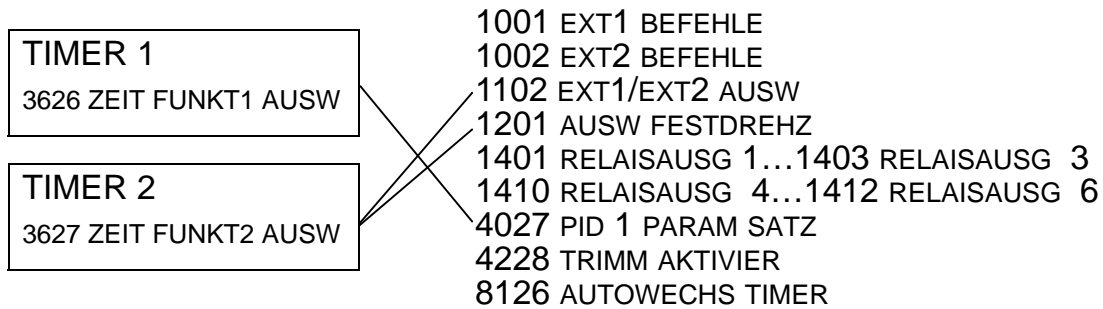 TIMER 1
3626 ZEIT FUNKT1 AUSW
TIMER 2
3627 ZEIT FUNKT2 AUSW
1001 EXT1 BEFEHLE
1002 EXT2 BEFEHLE
1102 EXT1/EXT2 AUSW
1201 AUSW FESTDREHZ
1401 RELAISAUSG 1...1403 RELAISAUSG 3
1410 RELAISAUSG 4...1412 RELAISAUSG 6
4027 PID 1 PARAM SATZ
4228 TRIMM AKTIVIER
8126 AUTOWECHS TIMER